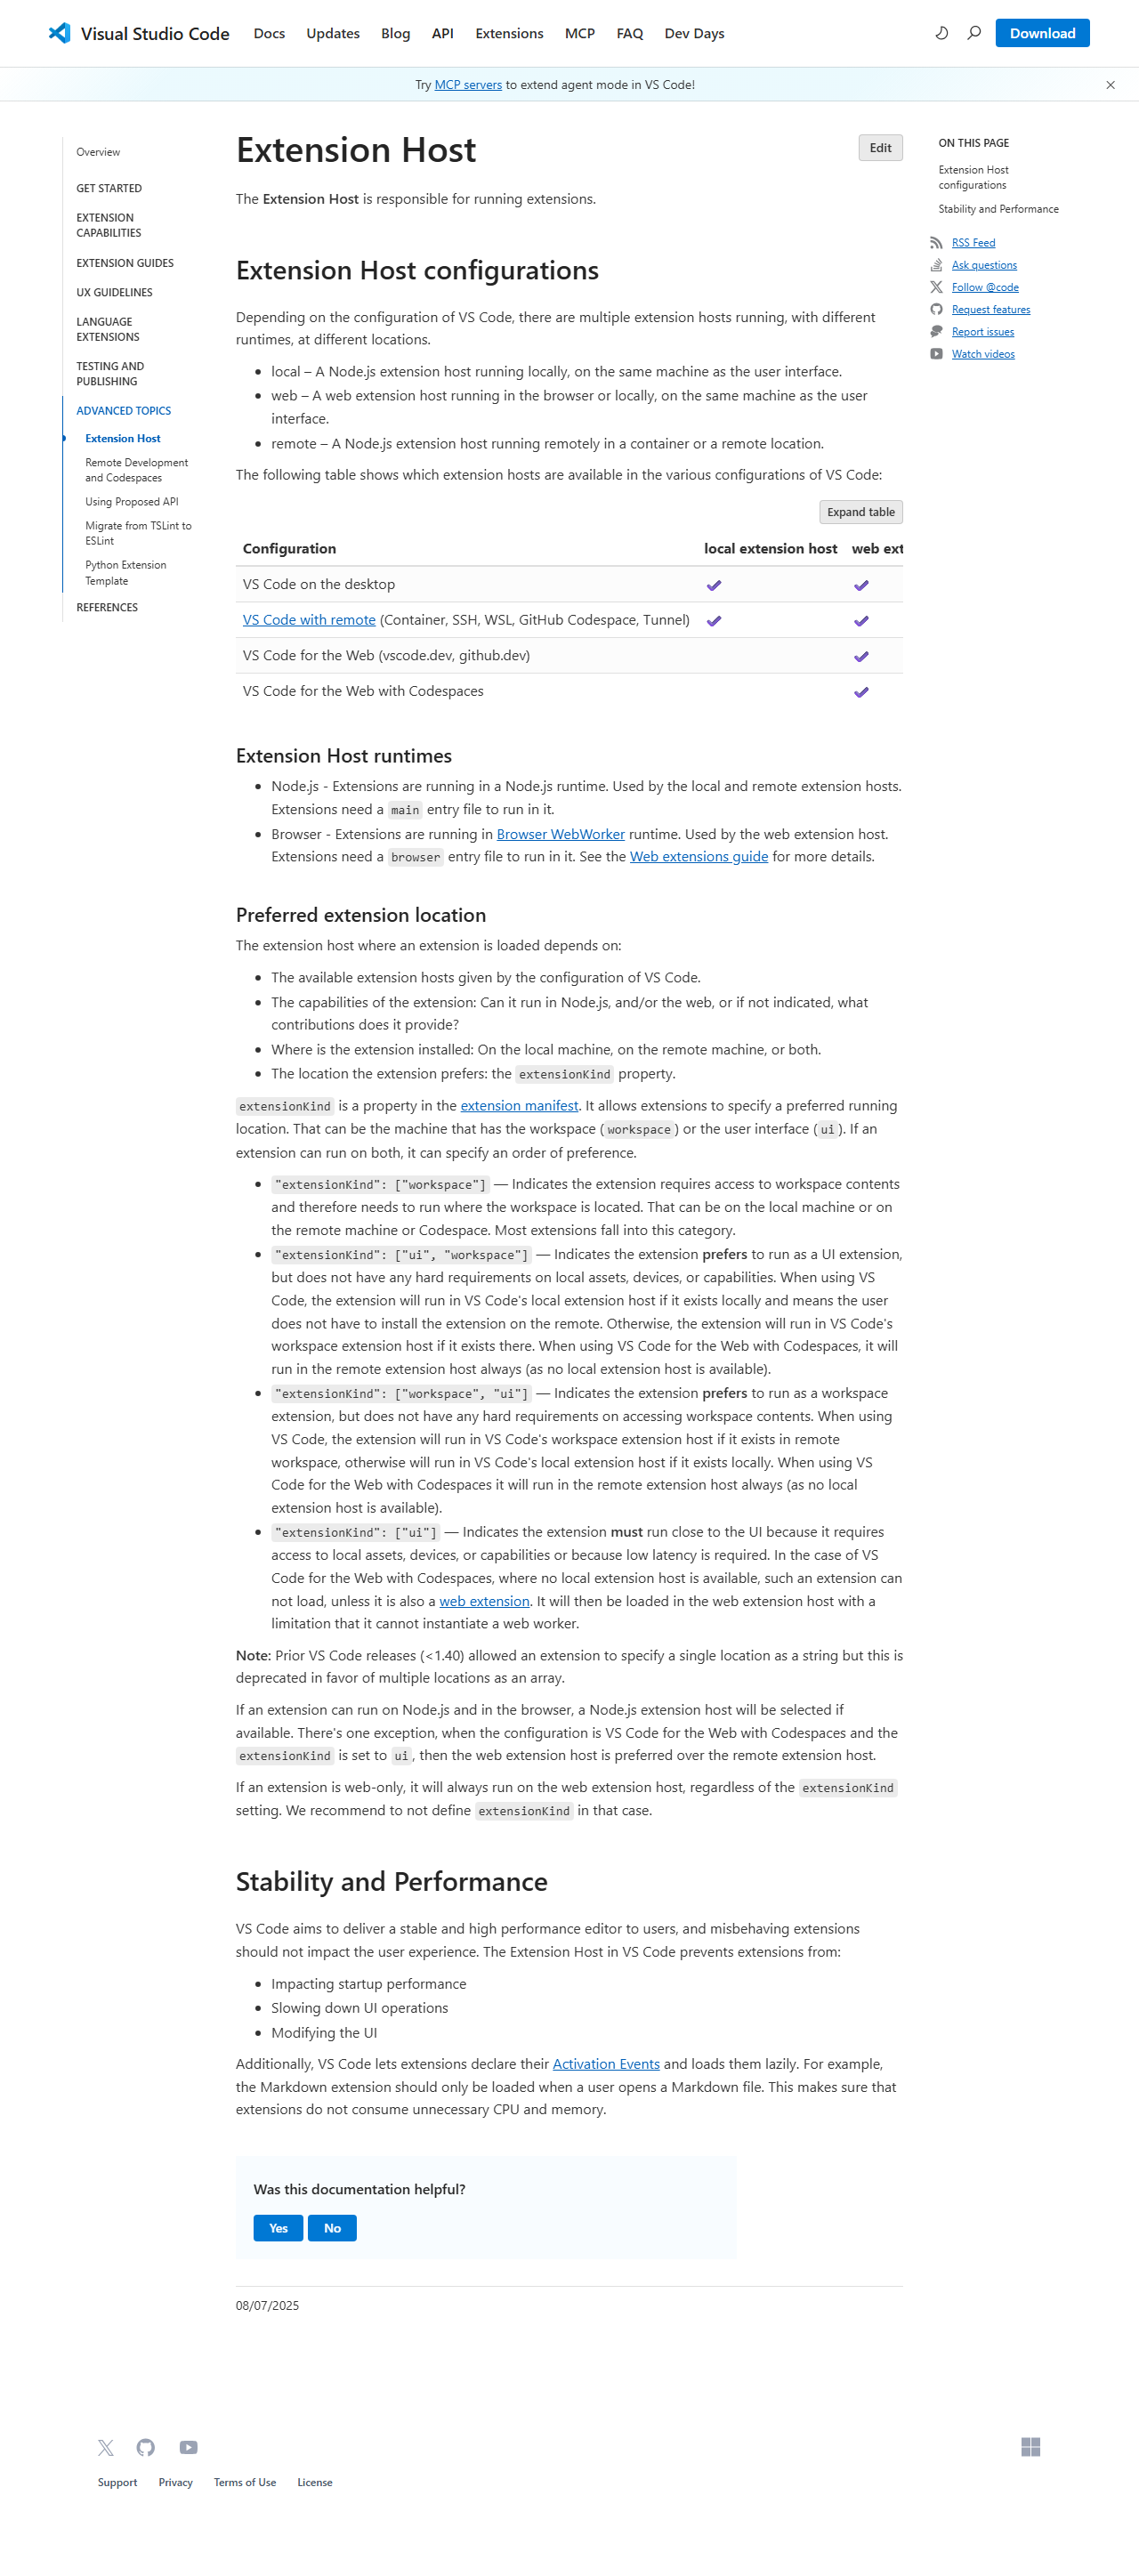 Visual Studio Code
Docs
Updates
Blog
API
Extensions
MCP
FAQ
Dev Days
Download
Try MCP servers to extend agent mode in VS Code!
Overview
GET STARTED
EXTENSION
CAPABILITIES
EXTENSION GUIDES
UX GUIDELINES
LANGUAGE
EXTENSIONS
TESTING AND
PUBLISHING
ADVANCED TOPICS
Extension Host
Remote Development
and Codespaces
Using Proposed API
Migrate from TSLint to
ESLint
Python Extension
Template
REFERENCES
Extension Host
Edit
The Extension Host is responsible for running extensions.
Extension Host configurations
Depending on the configuration of VS Code, there are multiple extension hosts running, with different
runtimes, at different locations.
• local – A Node.js extension host running locally, on the same machine as the user interface.
• web – A web extension host running in the browser or locally, on the same machine as the user
interface.
• remote – A Node.js extension host running remotely in a container or a remote location.
The following table shows which extension hosts are available in the various configurations of VS Code:
Expand table
Configuration local extension host web ext
VS Code on the desktop ✔ ✔
VS Code with remote (Container, SSH, WSL, GitHub Codespace, Tunnel) ✔ ✔
VS Code for the Web (vscode.dev, github.dev) ✔
VS Code for the Web with Codespaces ✔
Extension Host runtimes
• Node.js - Extensions are running in a Node.js runtime. Used by the local and remote extension hosts.
Extensions need a main entry file to run in it.
• Browser - Extensions are running in Browser WebWorker runtime. Used by the web extension host.
Extensions need a browser entry file to run in it. See the Web extensions guide for more details.
Preferred extension location
The extension host where an extension is loaded depends on:
• The available extension hosts given by the configuration of VS Code.
• The capabilities of the extension: Can it run in Node.js, and/or the web, or if not indicated, what
contributions does it provide?
• Where is the extension installed: On the local machine, on the remote machine, or both.
• The location the extension prefers: the extensionKind property.
extensionKind is a property in the extension manifest. It allows extensions to specify a preferred running
location. That can be the machine that has the workspace (workspace) or the user interface (ui). If an
extension can run on both, it can specify an order of preference.
• "extensionKind": ["workspace"] — Indicates the extension requires access to workspace contents
and therefore needs to run where the workspace is located. That can be on the local machine or on
the remote machine or Codespace. Most extensions fall into this category.
• "extensionKind": ["ui", "workspace"] — Indicates the extension prefers to run as a UI extension,
but does not have any hard requirements on local assets, devices, or capabilities. When using VS
Code, the extension will run in VS Code's local extension host if it exists locally and means the user
does not have to install the extension on the remote. Otherwise, the extension will run in VS Code's
workspace extension host if it exists there. When using VS Code for the Web with Codespaces, it will
run in the remote extension host always (as no local extension host is available).
• "extensionKind": ["workspace", "ui"] — Indicates the extension prefers to run as a workspace
extension, but does not have any hard requirements on accessing workspace contents. When using
VS Code, the extension will run in VS Code's workspace extension host if it exists in remote
workspace, otherwise will run in VS Code's local extension host if it exists locally. When using VS
Code for the Web with Codespaces it will run in the remote extension host always (as no local
extension host is available).
• "extensionKind": ["ui"] — Indicates the extension must run close to the UI because it requires
access to local assets, devices, or capabilities or because low latency is required. In the case of VS
Code for the Web with Codespaces, where no local extension host is available, such an extension can
not load, unless it is also a web extension. It will then be loaded in the web extension host with a
limitation that it cannot instantiate a web worker.
Note: Prior VS Code releases (<1.40) allowed an extension to specify a single location as a string but this is
deprecated in favor of multiple locations as an array.
If an extension can run on Node.js and in the browser, a Node.js extension host will be selected if
available. There's one exception, when the configuration is VS Code for the Web with Codespaces and the
extensionKind is set to ui, then the web extension host is preferred over the remote extension host.
If an extension is web-only, it will always run on the web extension host, regardless of the extensionKind
setting. We recommend to not define extensionKind in that case.
Stability and Performance
VS Code aims to deliver a stable and high performance editor to users, and misbehaving extensions
should not impact the user experience. The Extension Host in VS Code prevents extensions from:
• Impacting startup performance
• Slowing down UI operations
• Modifying the UI
Additionally, VS Code lets extensions declare their Activation Events and loads them lazily. For example,
the Markdown extension should only be loaded when a user opens a Markdown file. This makes sure that
extensions do not consume unnecessary CPU and memory.
Was this documentation helpful?
Yes
No
08/07/2025
ON THIS PAGE
Extension Host
configurations
Stability and Performance
RSS Feed
Ask questions
Follow @code
Request features
Report issues
Watch videos
Support
Privacy
Terms of Use
License